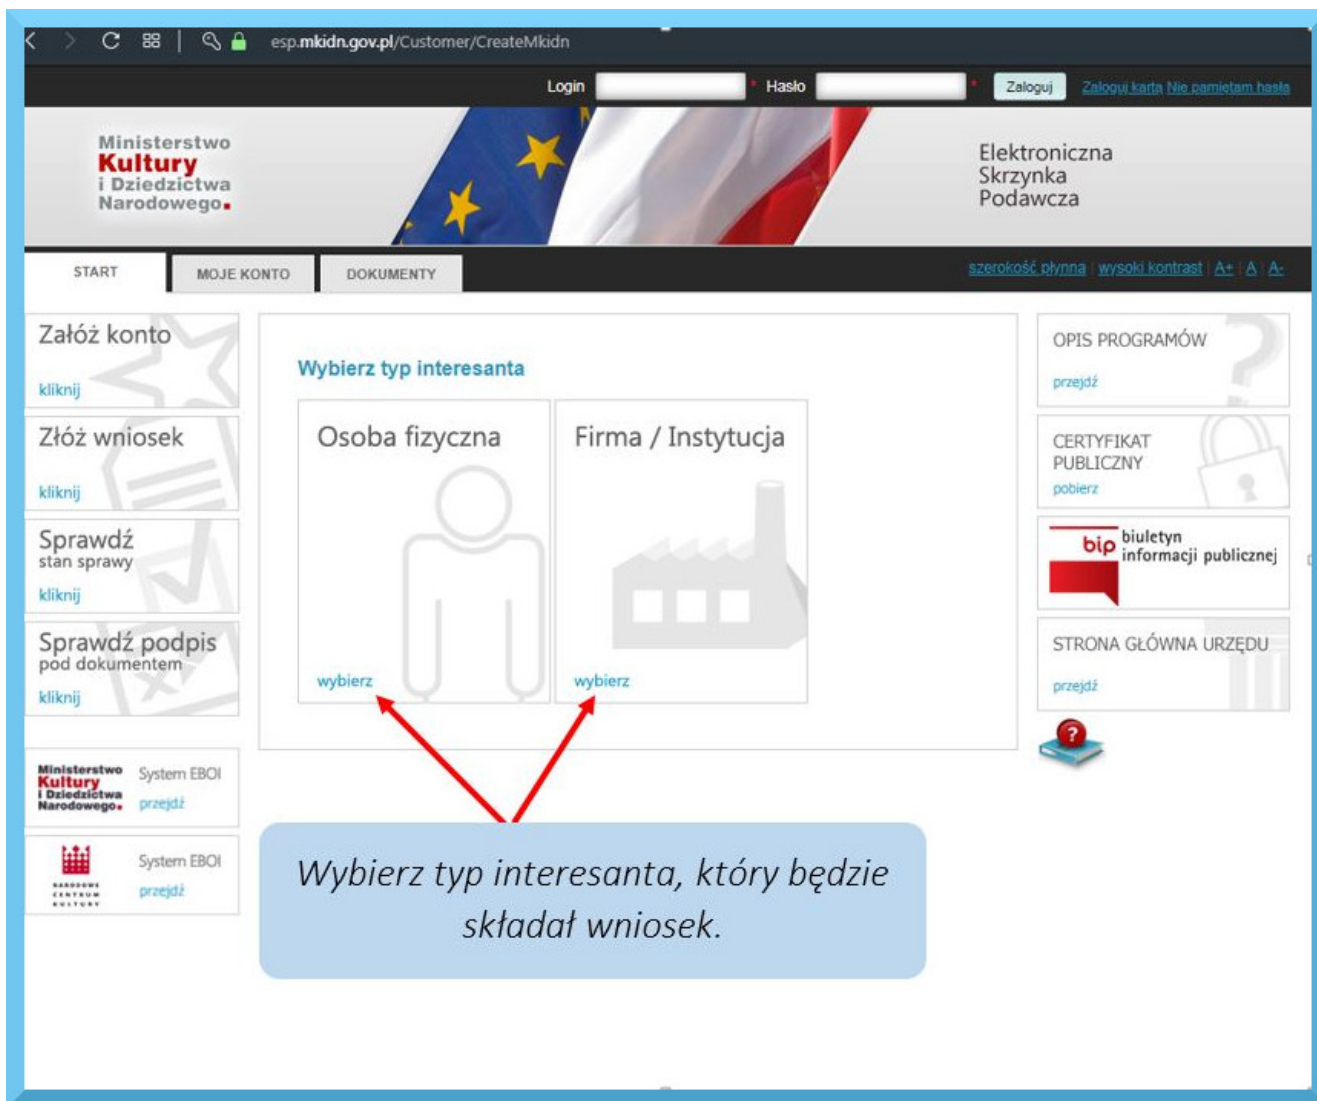 esp.mkidn.gov.pl/Customer/CreateMkidn
Login * Hasło * Zaloguj Zaloguj kartą Nie pamiętam hasła
Ministerstwo
Kultury
i Dziedzictwa
Narodowego
Elektroniczna
Skrzynka
Podawcza
START MOJE KONTO DOKUMENTY szerokość płynna | wysoki kontrast | A+ | A | A-
Załóż konto
kliknij
Złóż wniosek
kliknij
Sprawdź
stan sprawy
kliknij
Sprawdź podpis
pod dokumentem
kliknij
Ministerstwo
Kultury
i Dziedzictwa
Narodowego
System EBOI
przejdź
NARODOWE
CENTRUM
KULTURY
System EBOI
przejdź
Wybierz typ interesanta
Osoba fizyczna
wybierz
Firma / Instytucja
wybierz
Wybierz typ interesanta, który będzie
składał wniosek.
OPIS PROGRAMÓW
przejdź
?
CERTYFIKAT
PUBLICZNY
pobierz
bip biuletyn
informacji publicznej
STRONA GŁÓWNA URZĘDU
przejdź
?